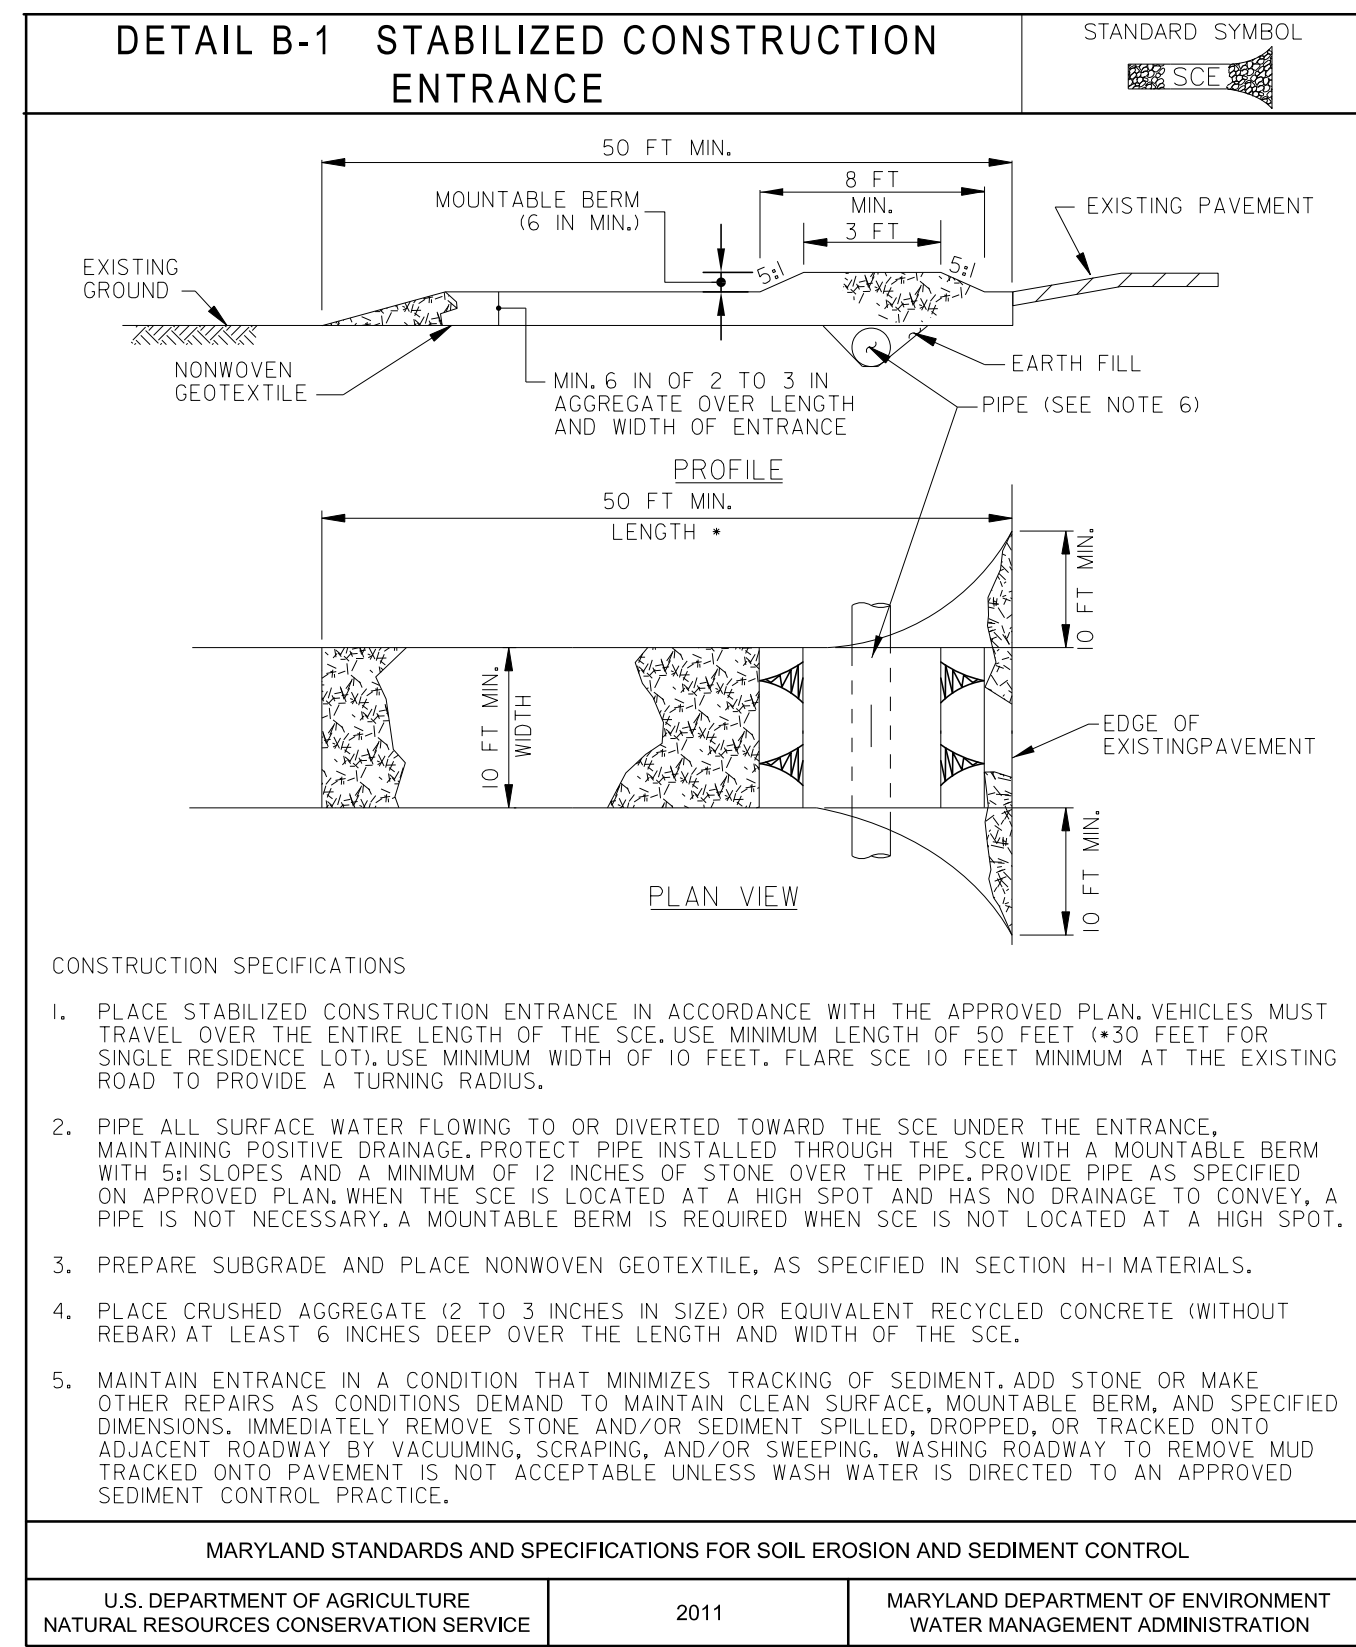 DETAIL B-1 STABILIZED CONSTRUCTION
ENTRANCE
STANDARD SYMBOL
SCE
50 FT MIN.
8 FT
MIN.
3 FT
MOUNTABLE BERM
(6 IN MIN.)
EXISTING PAVEMENT
5:1
5:1
EXISTING
GROUND
NONWOVEN
GEOTEXTILE
MIN. 6 IN OF 2 TO 3 IN
AGGREGATE OVER LENGTH
AND WIDTH OF ENTRANCE
EARTH FILL
PIPE (SEE NOTE 6)
PROFILE
50 FT MIN.
LENGTH *
10 FT MIN.
10 FT MIN.
WIDTH
EDGE OF
EXISTINGPAVEMENT
10 FT MIN.
PLAN VIEW
CONSTRUCTION SPECIFICATIONS
1. PLACE STABILIZED CONSTRUCTION ENTRANCE IN ACCORDANCE WITH THE APPROVED PLAN. VEHICLES MUST
TRAVEL OVER THE ENTIRE LENGTH OF THE SCE. USE MINIMUM LENGTH OF 50 FEET (*30 FEET FOR
SINGLE RESIDENCE LOT). USE MINIMUM WIDTH OF 10 FEET. FLARE SCE 10 FEET MINIMUM AT THE EXISTING
ROAD TO PROVIDE A TURNING RADIUS.
2. PIPE ALL SURFACE WATER FLOWING TO OR DIVERTED TOWARD THE SCE UNDER THE ENTRANCE,
MAINTAINING POSITIVE DRAINAGE. PROTECT PIPE INSTALLED THROUGH THE SCE WITH A MOUNTABLE BERM
WITH 5:1 SLOPES AND A MINIMUM OF 12 INCHES OF STONE OVER THE PIPE. PROVIDE PIPE AS SPECIFIED
ON APPROVED PLAN. WHEN THE SCE IS LOCATED AT A HIGH SPOT AND HAS NO DRAINAGE TO CONVEY, A
PIPE IS NOT NECESSARY. A MOUNTABLE BERM IS REQUIRED WHEN SCE IS NOT LOCATED AT A HIGH SPOT.
3. PREPARE SUBGRADE AND PLACE NONWOVEN GEOTEXTILE, AS SPECIFIED IN SECTION H-1 MATERIALS.
4. PLACE CRUSHED AGGREGATE (2 TO 3 INCHES IN SIZE) OR EQUIVALENT RECYCLED CONCRETE (WITHOUT
REBAR) AT LEAST 6 INCHES DEEP OVER THE LENGTH AND WIDTH OF THE SCE.
5. MAINTAIN ENTRANCE IN A CONDITION THAT MINIMIZES TRACKING OF SEDIMENT. ADD STONE OR MAKE
OTHER REPAIRS AS CONDITIONS DEMAND TO MAINTAIN CLEAN SURFACE, MOUNTABLE BERM, AND SPECIFIED
DIMENSIONS. IMMEDIATELY REMOVE STONE AND/OR SEDIMENT SPILLED, DROPPED, OR TRACKED ONTO
ADJACENT ROADWAY BY VACUUMING, SCRAPING, AND/OR SWEEPING. WASHING ROADWAY TO REMOVE MUD
TRACKED ONTO PAVEMENT IS NOT ACCEPTABLE UNLESS WASH WATER IS DIRECTED TO AN APPROVED
SEDIMENT CONTROL PRACTICE.
MARYLAND STANDARDS AND SPECIFICATIONS FOR SOIL EROSION AND SEDIMENT CONTROL
U.S. DEPARTMENT OF AGRICULTURE
NATURAL RESOURCES CONSERVATION SERVICE
2011
MARYLAND DEPARTMENT OF ENVIRONMENT
WATER MANAGEMENT ADMINISTRATION